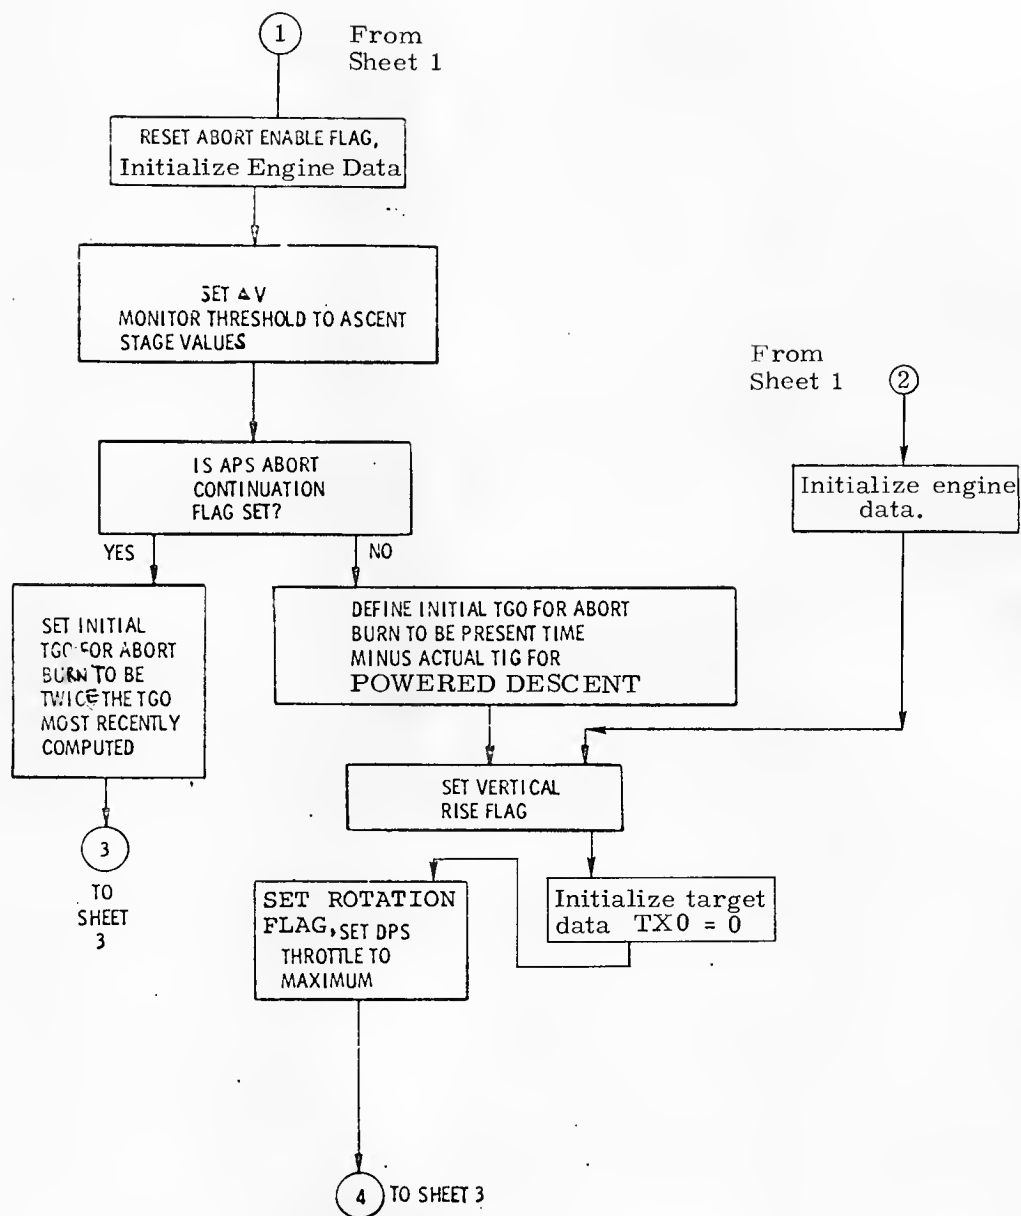 1
From
Sheet 1
RESET ABORT ENABLE FLAG,
Initialize Engine Data
SET ΔV
MONITOR THRESHOLD TO ASCENT
STAGE VALUES
From
Sheet 1
2
IS APS ABORT
CONTINUATION
FLAG SET?
Initialize engine
data.
YES
NO
SET INITIAL
TGO FOR ABORT
BURN TO BE
TWICE THE TGO
MOST RECENTLY
COMPUTED
DEFINE INITIAL TGO FOR ABORT
BURN TO BE PRESENT TIME
MINUS ACTUAL TIG FOR
POWERED DESCENT
SET VERTICAL
RISE FLAG
3
TO
SHEET
3
SET ROTATION
FLAG, SET DPS
THROTTLE TO
MAXIMUM
Initialize target
data TX0 = 0
4
TO SHEET 3